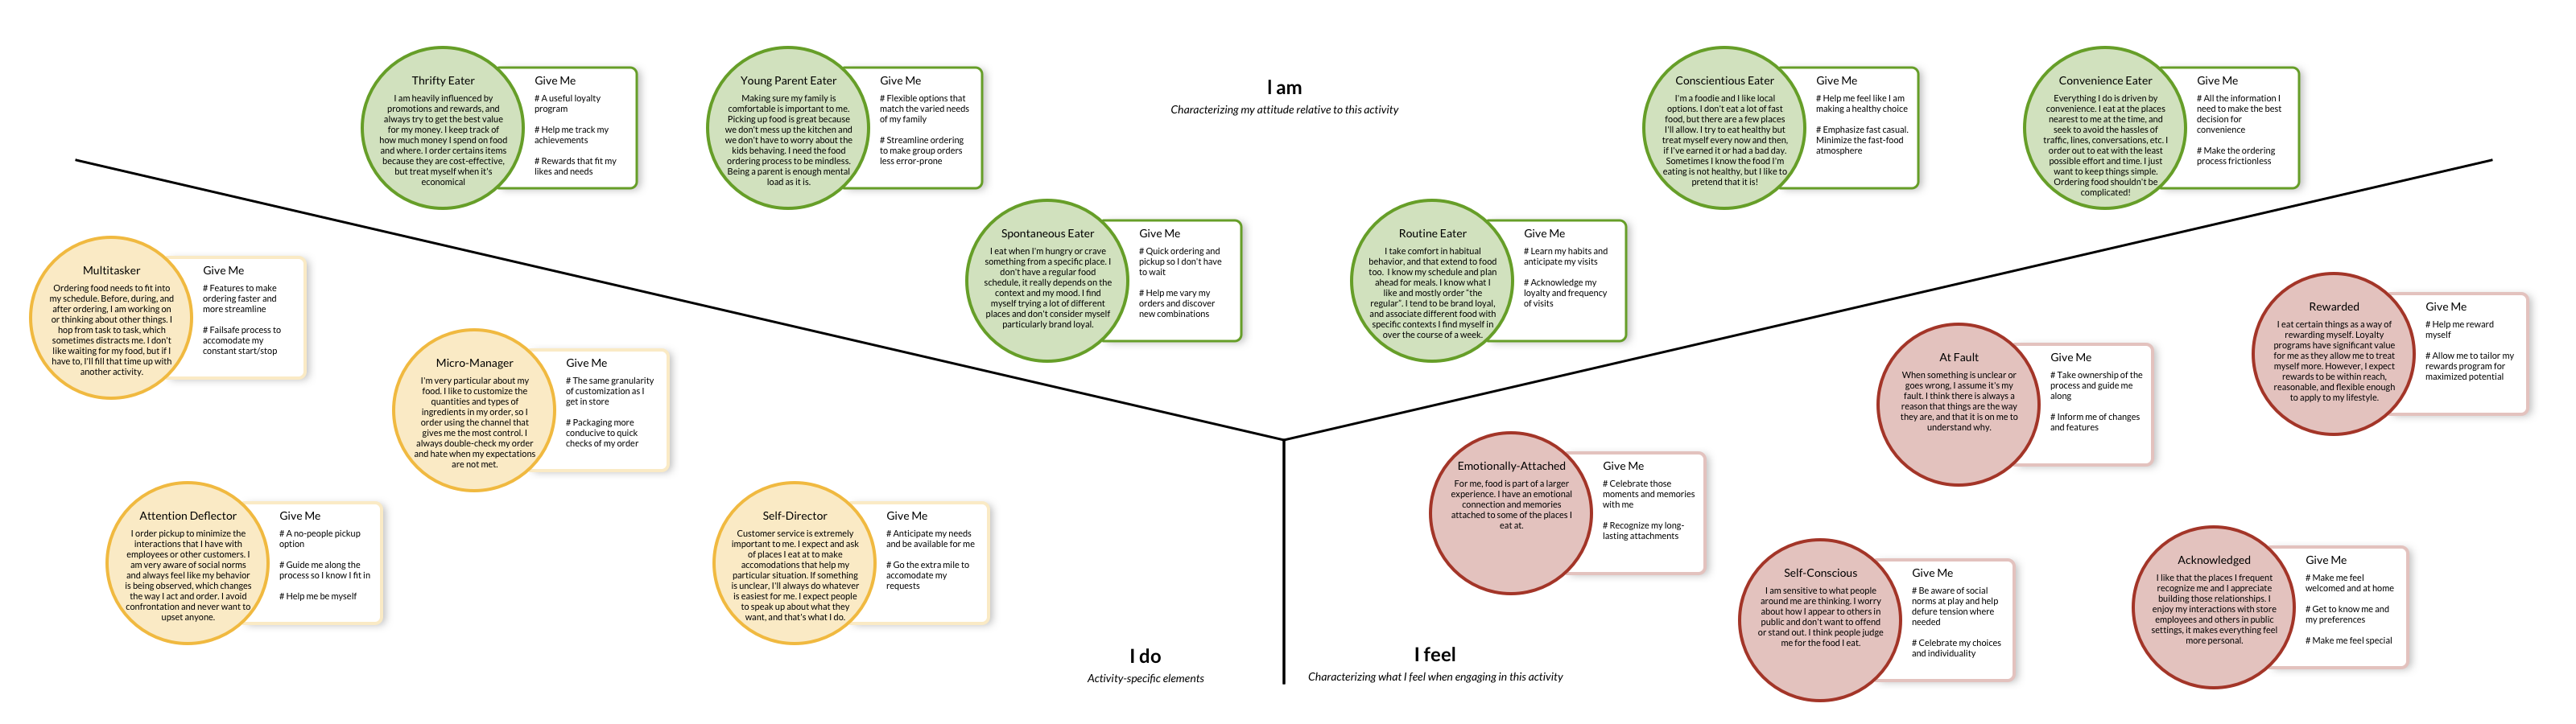 Thrifty Eater
I am heavily influenced by
promotions and rewards, and
always try to get the best value
for my money. I keep track of
how much money I spend on food
and where. I order certain items
because they are cost-effective,
but treat myself when it's
economical
Give Me
# A useful loyalty
program
# Help me track my
achievements
# Rewards that fit my
likes and needs
Young Parent Eater
Making sure my family is
comfortable is important to me.
Picking up food is great because
we don't mess up the kitchen and
we don't have to worry about the
kids behaving. I need the food
ordering process to be mindless.
Being a parent is enough mental
load as it is.
Give Me
# Flexible options that
match the varied needs
of my family
# Streamline ordering
to make group orders
less error-prone
I am
Characterizing my attitude relative to this activity
Conscientious Eater
I'm a foodie and I like local
options. I don't eat a lot of fast
food, but there are a few places
I'll allow. I try to eat healthy but
treat myself every now and then,
if I've earned it or had a bad day.
Sometimes I know the food I'm
eating is not healthy, but I like to
pretend that it is!
Give Me
# Help me feel like I am
making a healthy choice
# Emphasize fast casual.
Minimize the fast-food
atmosphere
Convenience Eater
Everything I do is driven by
convenience. I eat at the places
nearest to me at the time, and
seek to avoid the hassles of
traffic, lines, conversations, etc. I
order out to eat with the least
possible effort and time. I just
want to keep things simple.
Ordering food shouldn't be
complicated!
Give Me
# All the information I
need to make the best
decision for
convenience
# Make the ordering
process frictionless
Spontaneous Eater
I eat when I'm hungry or crave
something from a specific place. I
don't have a regular food
schedule, it really depends on the
context and my mood. I find
myself trying a lot of different
places and don't consider myself
particularly brand loyal.
Give Me
# Quick ordering and
pickup so I don't have
to wait
# Help me vary my
orders and discover
new combinations
Routine Eater
I take comfort in habitual
behavior, and that extend to food
too. I know my schedule and plan
ahead for meals. I know what I
like and mostly order "the
regular". I tend to be brand loyal,
and associate different food with
specific contexts I find myself in
over the course of a week.
Give Me
# Learn my habits and
anticipate my visits
# Acknowledge my
loyalty and frequency
of visits
Multitasker
Ordering food needs to fit into
my schedule. Before, during, and
after ordering, I am working on
or thinking about other things. I
hop from task to task, which
sometimes distracts me. I don't
like waiting for my food, but if I
have to, I'll fill that time up with
another activity.
Give Me
# Features to make
ordering faster and
more streamline
# Failsafe process to
accomodate my
constant start/stop
Micro-Manager
I'm very particular about my
food. I like to customize the
quantities and types of
ingredients in my order, so I
order using the channel that
gives me the most control. I
always double-check my order
and hate when my expectations
are not met.
Give Me
# The same granularity
of customization as I
get in store
# Packaging more
conducive to quick
checks of my order
Attention Deflector
I order pickup to minimize the
interactions that I have with
employees or other customers. I
am very aware of social norms
and always feel like my behavior
is being observed, which changes
the way I act and order. I avoid
confrontation and never want to
upset anyone.
Give Me
# A no-people pickup
option
# Guide me along the
process so I know I fit in
# Help me be myself
Self-Director
Customer service is extremely
important to me. I expect and ask
of places I eat at to make
accomodations that help my
particular situation. If something
is unclear, I'll always do whatever
is easiest for me. I expect people
to speak up about what they
want, and that's what I do.
Give Me
# Anticipate my needs
and be available for me
# Go the extra mile to
accomodate my
requests
I do
Activity-specific elements
I feel
Characterizing what I feel when engaging in this activity
Emotionally-Attached
For me, food is part of a larger
experience. I have an emotional
connection and memories
attached to some of the places I
eat at.
Give Me
# Celebrate those
moments and memories
with me
# Recognize my long-
lasting attachments
At Fault
When something is unclear or
goes wrong, I assume it's my
fault. I think there is always a
reason that things are the way
they are, and that it is on me to
understand why.
Give Me
# Take ownership of the
process and guide me
along
# Inform me of changes
and features
Rewarded
I eat certain things as a way of
rewarding myself. Loyalty
programs have significant value
for me as they allow me to treat
myself more. However, I expect
rewards to be within reach,
reasonable, and flexible enough
to apply to my lifestyle.
Give Me
# Help me reward
myself
# Allow me to tailor my
rewards program for
maximized potential
Self-Conscious
I am sensitive to what people
around me are thinking. I worry
about how I appear to others in
public and don't want to offend
or stand out. I think people judge
me for the food I eat.
Give Me
# Be aware of social
norms at play and help
defure tension where
needed
# Celebrate my choices
and individuality
Acknowledged
I like that the places I frequent
recognize me and I appreciate
building those relationships. I
enjoy my interactions with store
employees and others in public
settings, it makes everything feel
more personal.
Give Me
# Make me feel
welcomed and at home
# Get to know me and
my preferences
# Make me feel special